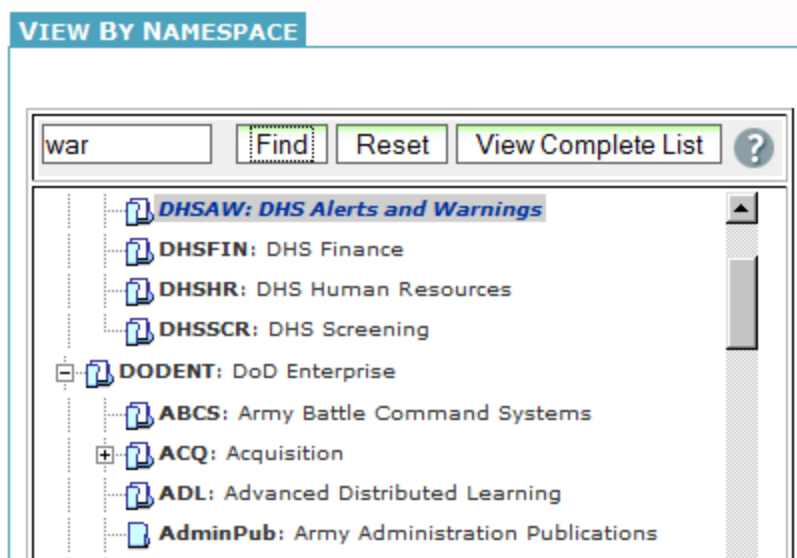 VIEW BY NAMESPACE
war Find Reset View Complete List ?
DHSAW: DHS Alerts and Warnings
DHSFIN: DHS Finance
DHSHR: DHS Human Resources
DHSSCR: DHS Screening
DODENT: DoD Enterprise
ABCS: Army Battle Command Systems
ACQ: Acquisition
ADL: Advanced Distributed Learning
AdminPub: Army Administration Publications